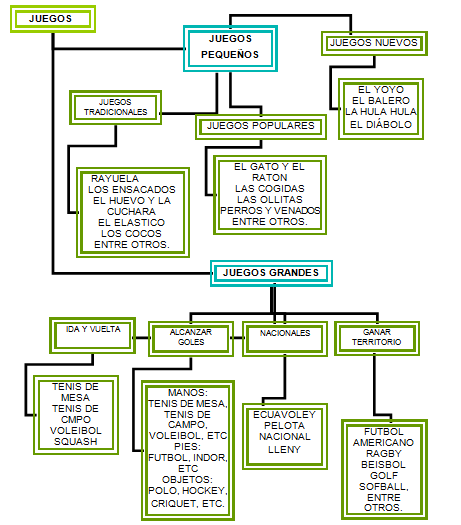 JUEGOS
JUEGOS
PEQUEÑOS
JUEGOS NUEVOS
EL YOYO
EL BALERO
LA HULA HULA
EL DIÁBOLO
JUEGOS
TRADICIONALES
JUEGOS POPULARES
RAYUELA
LOS ENSACADOS
EL HUEVO Y LA
CUCHARA
EL ELASTICO
LOS COCOS
ENTRE OTROS.
EL GATO Y EL
RATON
LAS COGIDAS
LAS OLLITAS
PERROS Y VENADOS
ENTRE OTROS.
JUEGOS GRANDES
IDA Y VUELTA
ALCANZAR
GOLES
NACIONALES
GANAR
TERRITORIO
TENIS DE
MESA
TENIS DE
CMPO
VOLEIBOL
SQUASH
MANOS:
TENIS DE MESA,
TENIS DE
CAMPO,
VOLEIBOL, ETC
PIES:
FUTBOL, INDOR,
ETC
OBJETOS:
POLO, HOCKEY,
CRIQUET, ETC.
ECUAVOLEY
PELOTA
NACIONAL
LLENY
FUTBOL
AMERICANO
RAGBY
BEISBOL
GOLF
SOFBALL,
ENTRE
OTROS.